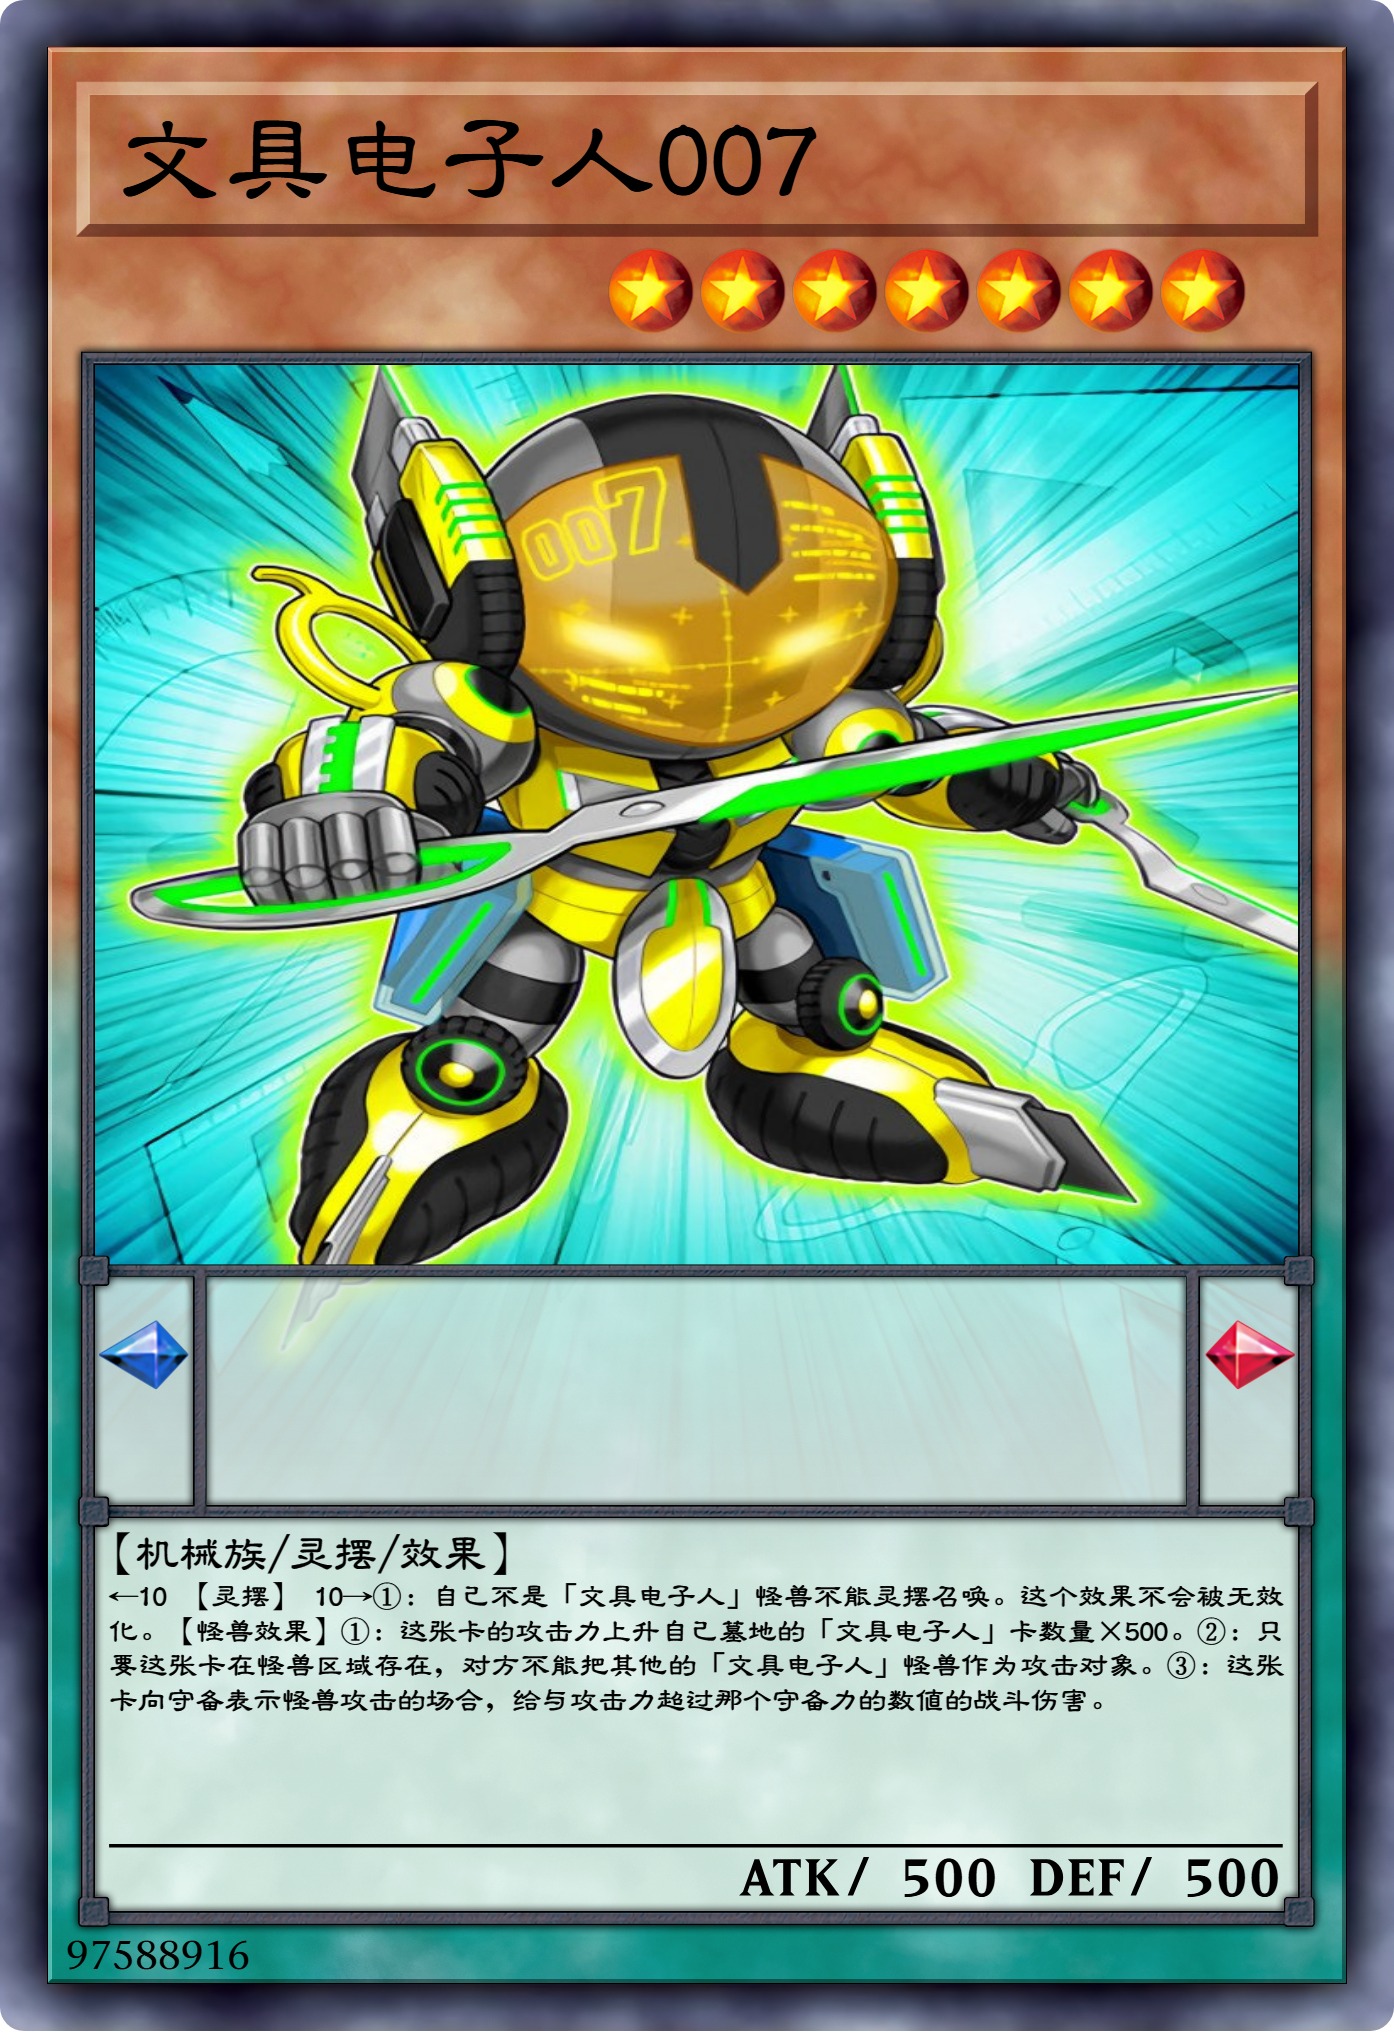 文具电子人007
007
【机械族/灵摆/效果】
←10 【灵摆】 10→①：自己不是「文具电子人」怪兽不能灵摆召唤。这个效果不会被无效
化。【怪兽效果】①：这张卡的攻击力上升自己墓地的「文具电子人」卡数量×500。②：只
要这张卡在怪兽区域存在，对方不能把其他的「文具电子人」怪兽作为攻击对象。③：这张
卡向守备表示怪兽攻击的场合，给与攻击力超过那个守备力的数值的战斗伤害。
ATK/ 500 DEF/ 500
97588916